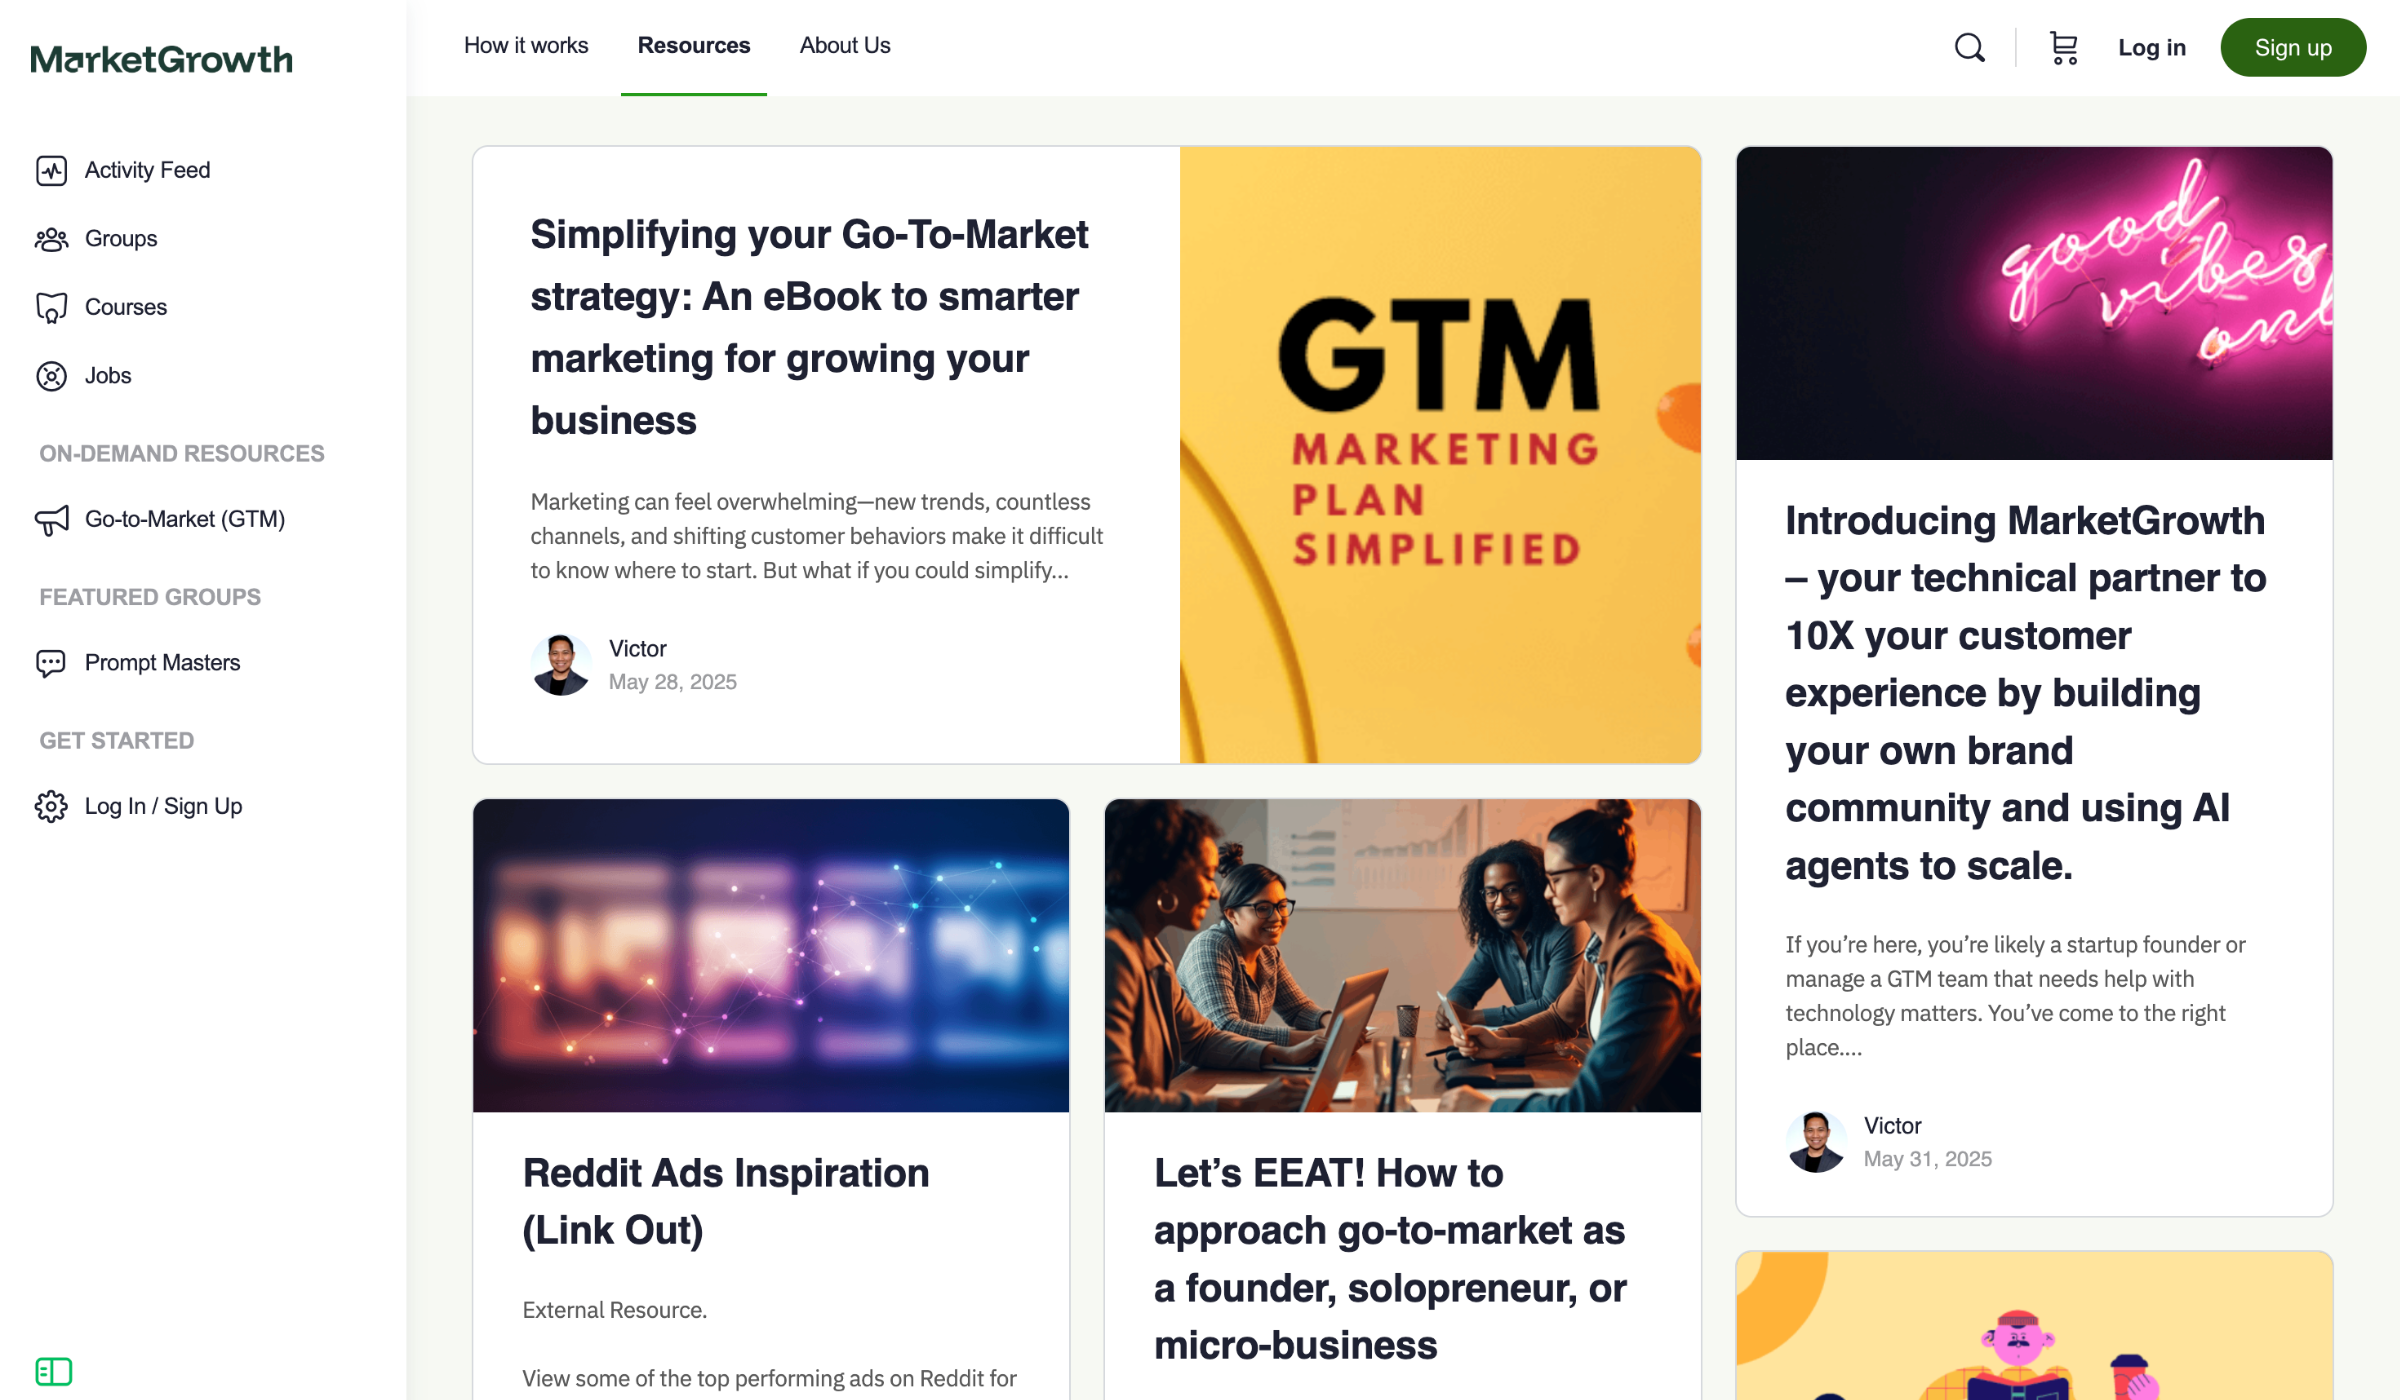 MarketGrowth
How it works
Resources
About Us
Log in
Sign up
Activity Feed
Groups
Courses
Jobs
ON-DEMAND RESOURCES
Go-to-Market (GTM)
FEATURED GROUPS
Prompt Masters
GET STARTED
Log In / Sign Up
Simplifying your Go-To-Market
strategy: An eBook to smarter
marketing for growing your
business
Marketing can feel overwhelming—new trends, countless
channels, and shifting customer behaviors make it difficult
to know where to start. But what if you could simplify...
Victor
May 28, 2025
GTM
MARKETING
PLAN
SIMPLIFIED
good
vibes
onl
Introducing MarketGrowth
– your technical partner to
10X your customer
experience by building
your own brand
community and using AI
agents to scale.
If you’re here, you’re likely a startup founder or
manage a GTM team that needs help with
technology matters. You’ve come to the right
place....
Victor
May 31, 2025
Reddit Ads Inspiration
(Link Out)
External Resource.
View some of the top performing ads on Reddit for
Let’s EEAT! How to
approach go-to-market as
a founder, solopreneur, or
micro-business